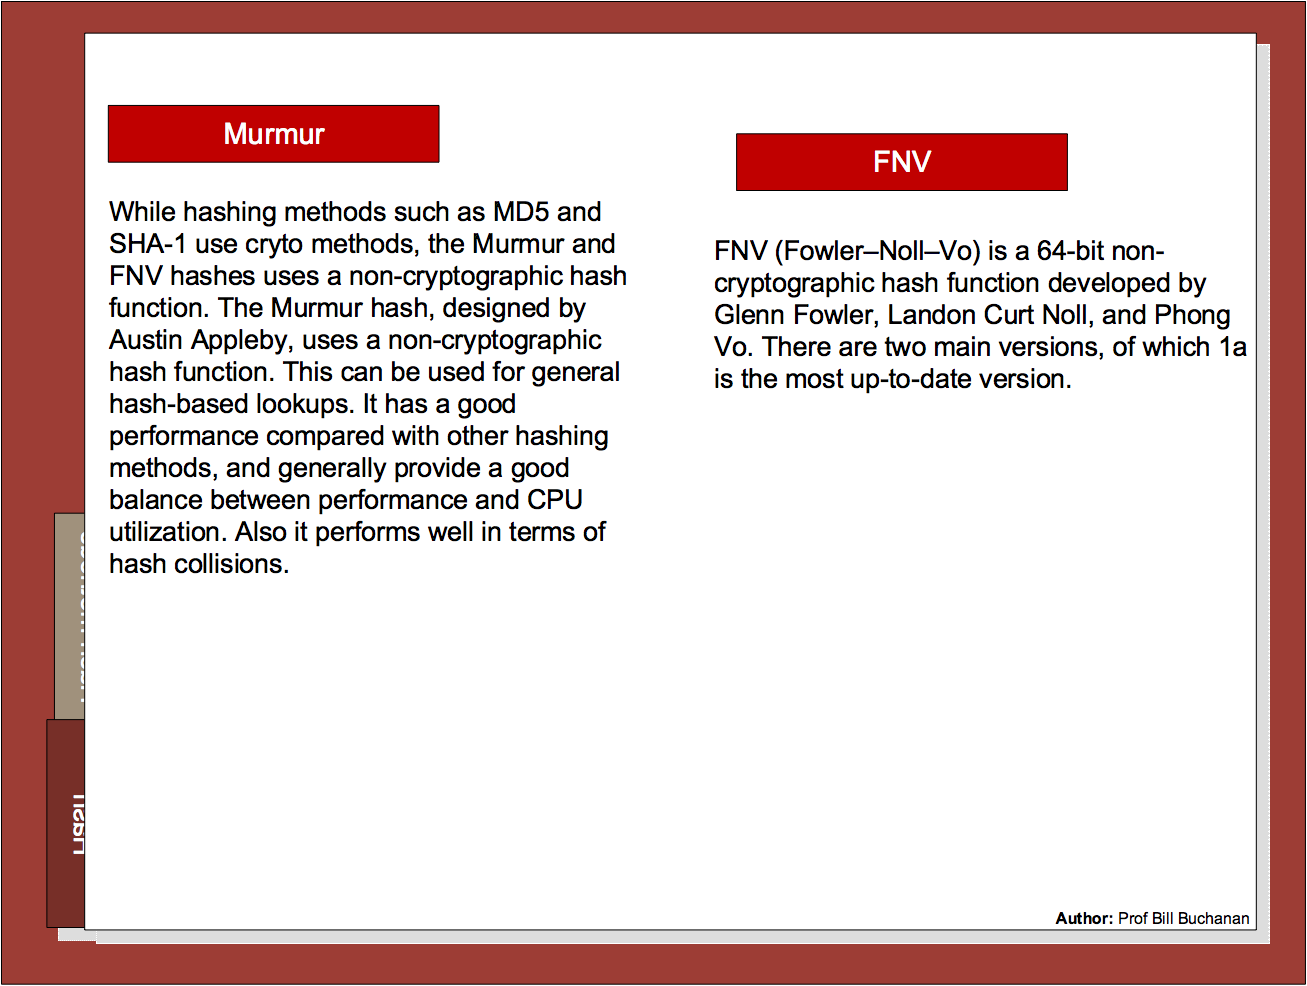 Murmur
While hashing methods such as MD5 and
SHA-1 use cryto methods, the Murmur and
FNV hashes uses a non-cryptographic hash
function. The Murmur hash, designed by
Austin Appleby, uses a non-cryptographic
hash function. This can be used for general
hash-based lookups. It has a good
performance compared with other hashing
methods, and generally provide a good
balance between performance and CPU
utilization. Also it performs well in terms of
hash collisions.
FNV
FNV (Fowler–Noll–Vo) is a 64-bit non-
cryptographic hash function developed by
Glenn Fowler, Landon Curt Noll, and Phong
Vo. There are two main versions, of which 1a
is the most up-to-date version.
Hash
Author: Prof Bill Buchanan